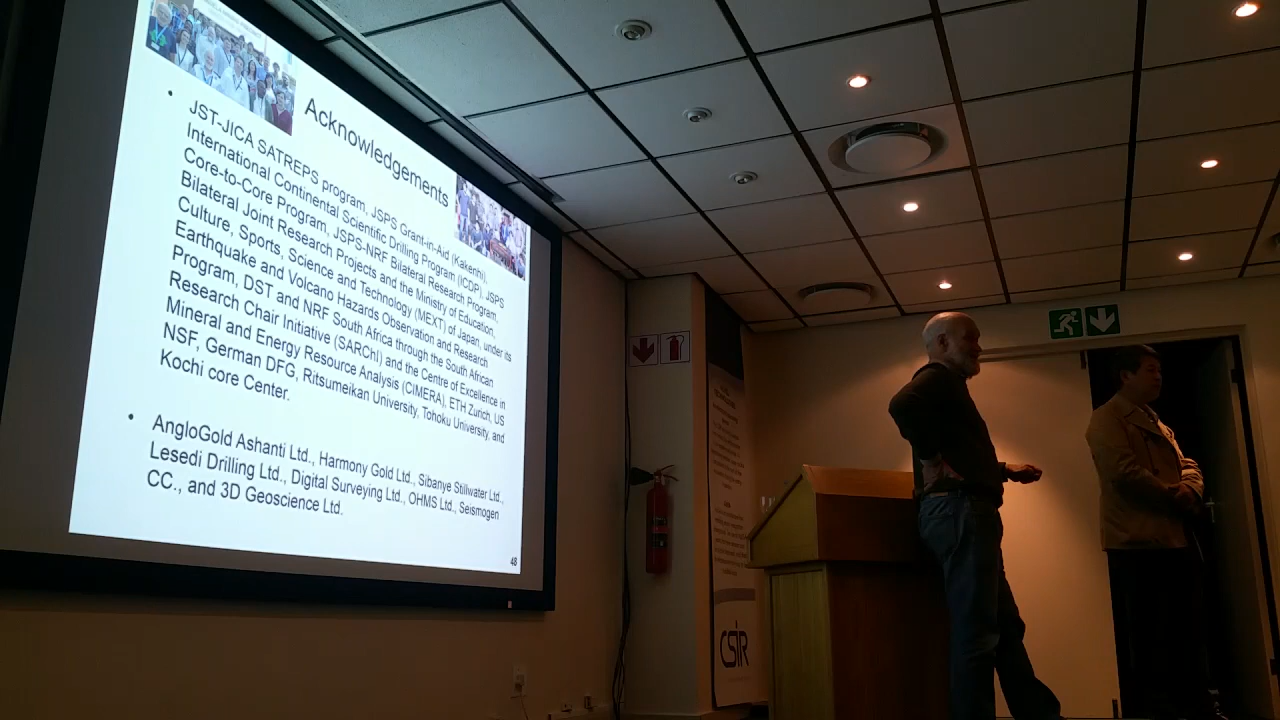 Acknowledgements
• JST-JICA SATREPS program, JSPS Grant-in-Aid (Kakenhi),
International Continental Scientific Drilling Program (ICDP), JSPS
Core-to-Core Program, JSPS-NRF Bilateral Research Program,
Bilateral Joint Research Projects and the Ministry of Education,
Culture, Sports, Science and Technology (MEXT) of Japan, under its
Earthquake and Volcano Hazards Observation and Research
Program, DST and NRF South Africa through the South African
Research Chair Initiative (SARChI) and the Centre of Excellence in
Mineral and Energy Resource Analysis (CIMERA), ETH Zurich, US
NSF, German DFG, Ritsumeikan University, Tohoku University, and
Kochi core Center.
• AngloGold Ashanti Ltd., Harmony Gold Ltd., Sibanye Stillwater Ltd.,
Lesedi Drilling Ltd., Digital Surveying Ltd., OHMS Ltd., Seismogen
CC., and 3D Geoscience Ltd.
48
CSIR